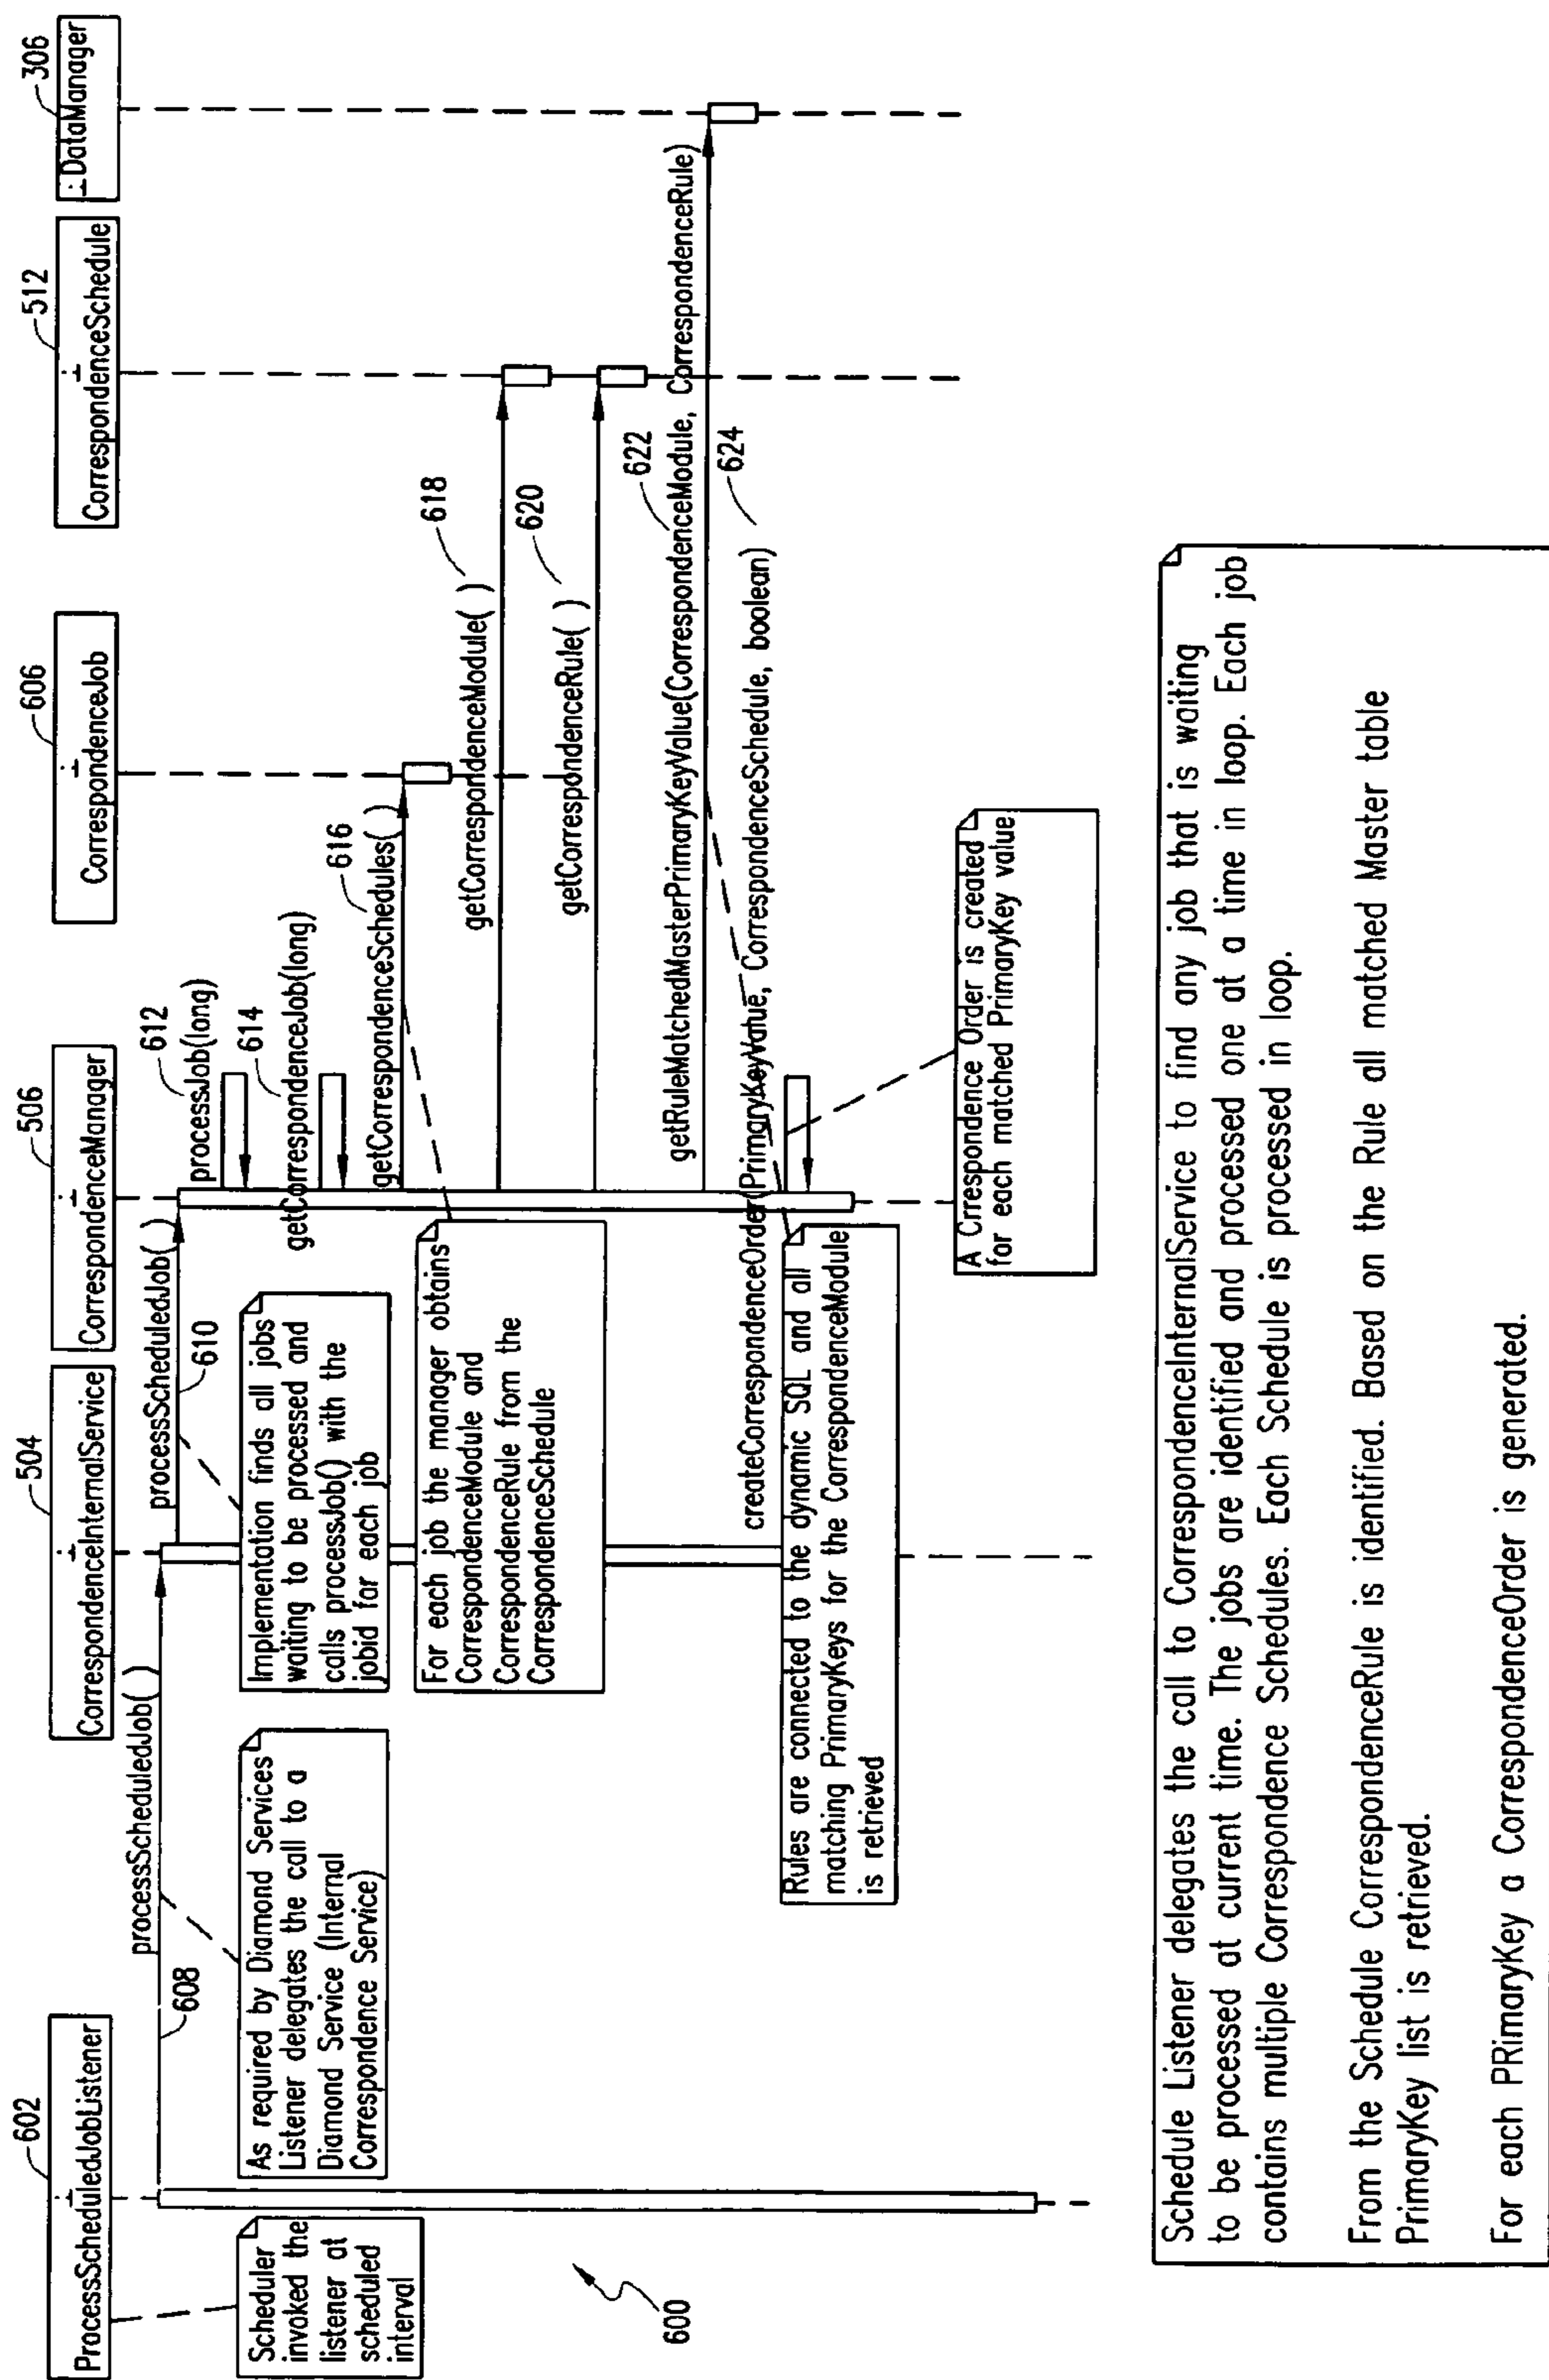 602
:ProcessScheduledJobListener
504
:CorrespondenceInternalService
506
:CorrespondenceManager
606
:CorrespondenceJob
512
:CorrespondenceSchedule
306
:DataManager
processScheduledJob( )
608
processScheduledJob( )
610
612
processJob(long)
614
getCorrespondenceJob(long)
616
getCorrespondenceSchedules( )
618
getCorrespondenceModule( )
620
getCorrespondenceRule( )
622
getRuleMatchedMasterPrimaryKeyValue(CorrespondenceModule, CorrespondenceRule)
624
createCorrespondenceOrder(PrimaryKeyValue, CorrespondenceSchedule, boolean)
Scheduler
invoked the
listener at
scheduled
interval
As required by Diamond Services
Listener delegates the call to a
Diamond Service (Internal
Correspondence Service)
Implementation finds all jobs
waiting to be processed and
calls processJob() with the
jobid for each job
For each job the manager obtains
CorrespondenceModule and
CorrespondenceRule from the
CorrespondenceSchedule
Rules are connected to the dynamic SQL and all
matching PrimaryKeys for the CorrespondenceModule
is retrieved
A Crrespondence Order is created
for each matched PrimaryKey value
600
Schedule Listener delegates the call to CorrespondenceInternalService to find any job that is waiting
to be processed at current time. The jobs are identified and processed one at a time in loop. Each job
contains multiple Correspondence Schedules. Each Schedule is processed in loop.
From the Schedule CorrespondenceRule is identified. Based on the Rule all matched Master table
PrimaryKey list is retrieved.
For each PRimaryKey a CorrespondenceOrder is generated.